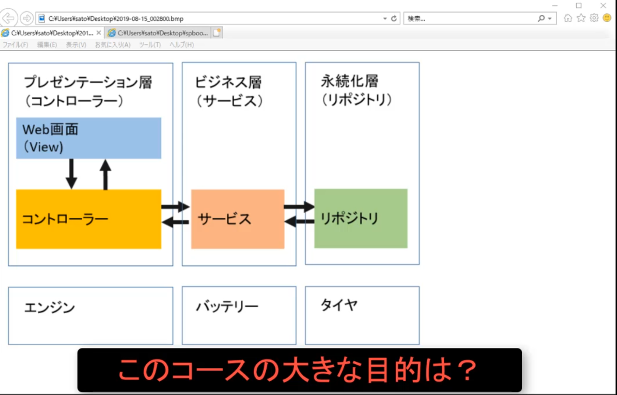 C:¥Users¥sato¥Desktop¥2019-08-15_002800.bmp
検索...
C:¥Users¥sato¥Desktop¥201...
C:¥Users¥sato¥Desktop¥spboo...
ファイル(F) 編集(E) 表示(V) お気に入り(A) ツール(T) ヘルプ(H)
プレゼンテーション層
（コントローラー）
ビジネス層
（サービス）
永続化層
（リポジトリ）
Web画面
（View)
コントローラー
サービス
リポジトリ
エンジン
バッテリー
タイヤ
このコースの大きな目的は？